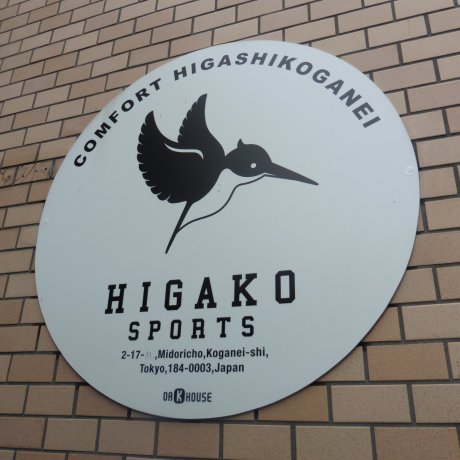 COMFORT HIGASHIKOGANEI
HIGAKO
SPORTS
2-17- ,Midoricho,Koganei-shi,
Tokyo,184-0003,Japan
OAKHOUSE